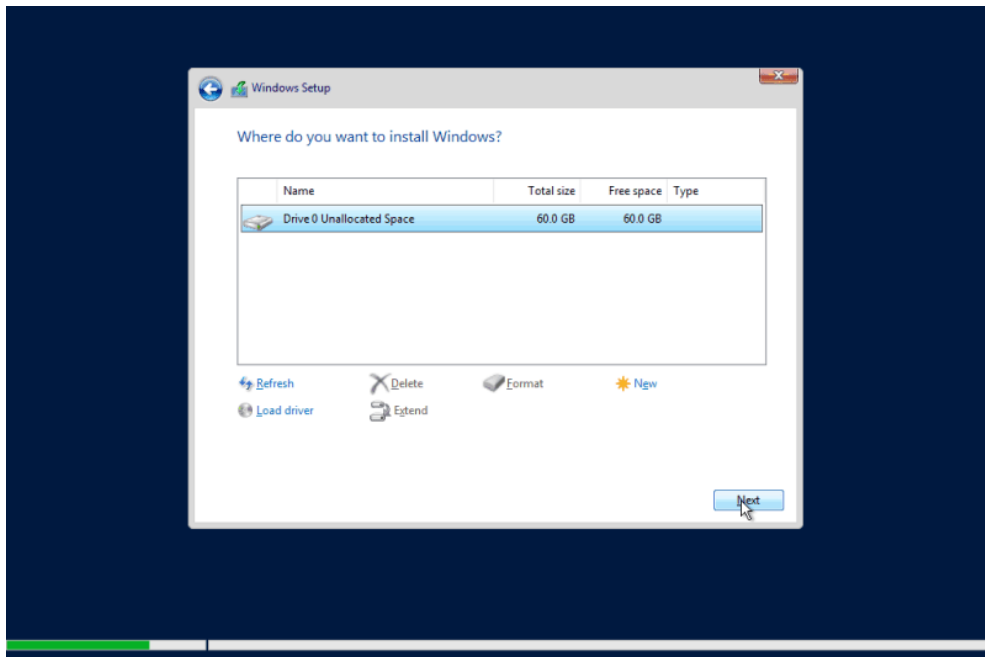 Windows Setup
Where do you want to install Windows?
Name Total size Free space Type
Drive 0 Unallocated Space 60.0 GB 60.0 GB
Refresh Delete Format New
Load driver Extend
Next